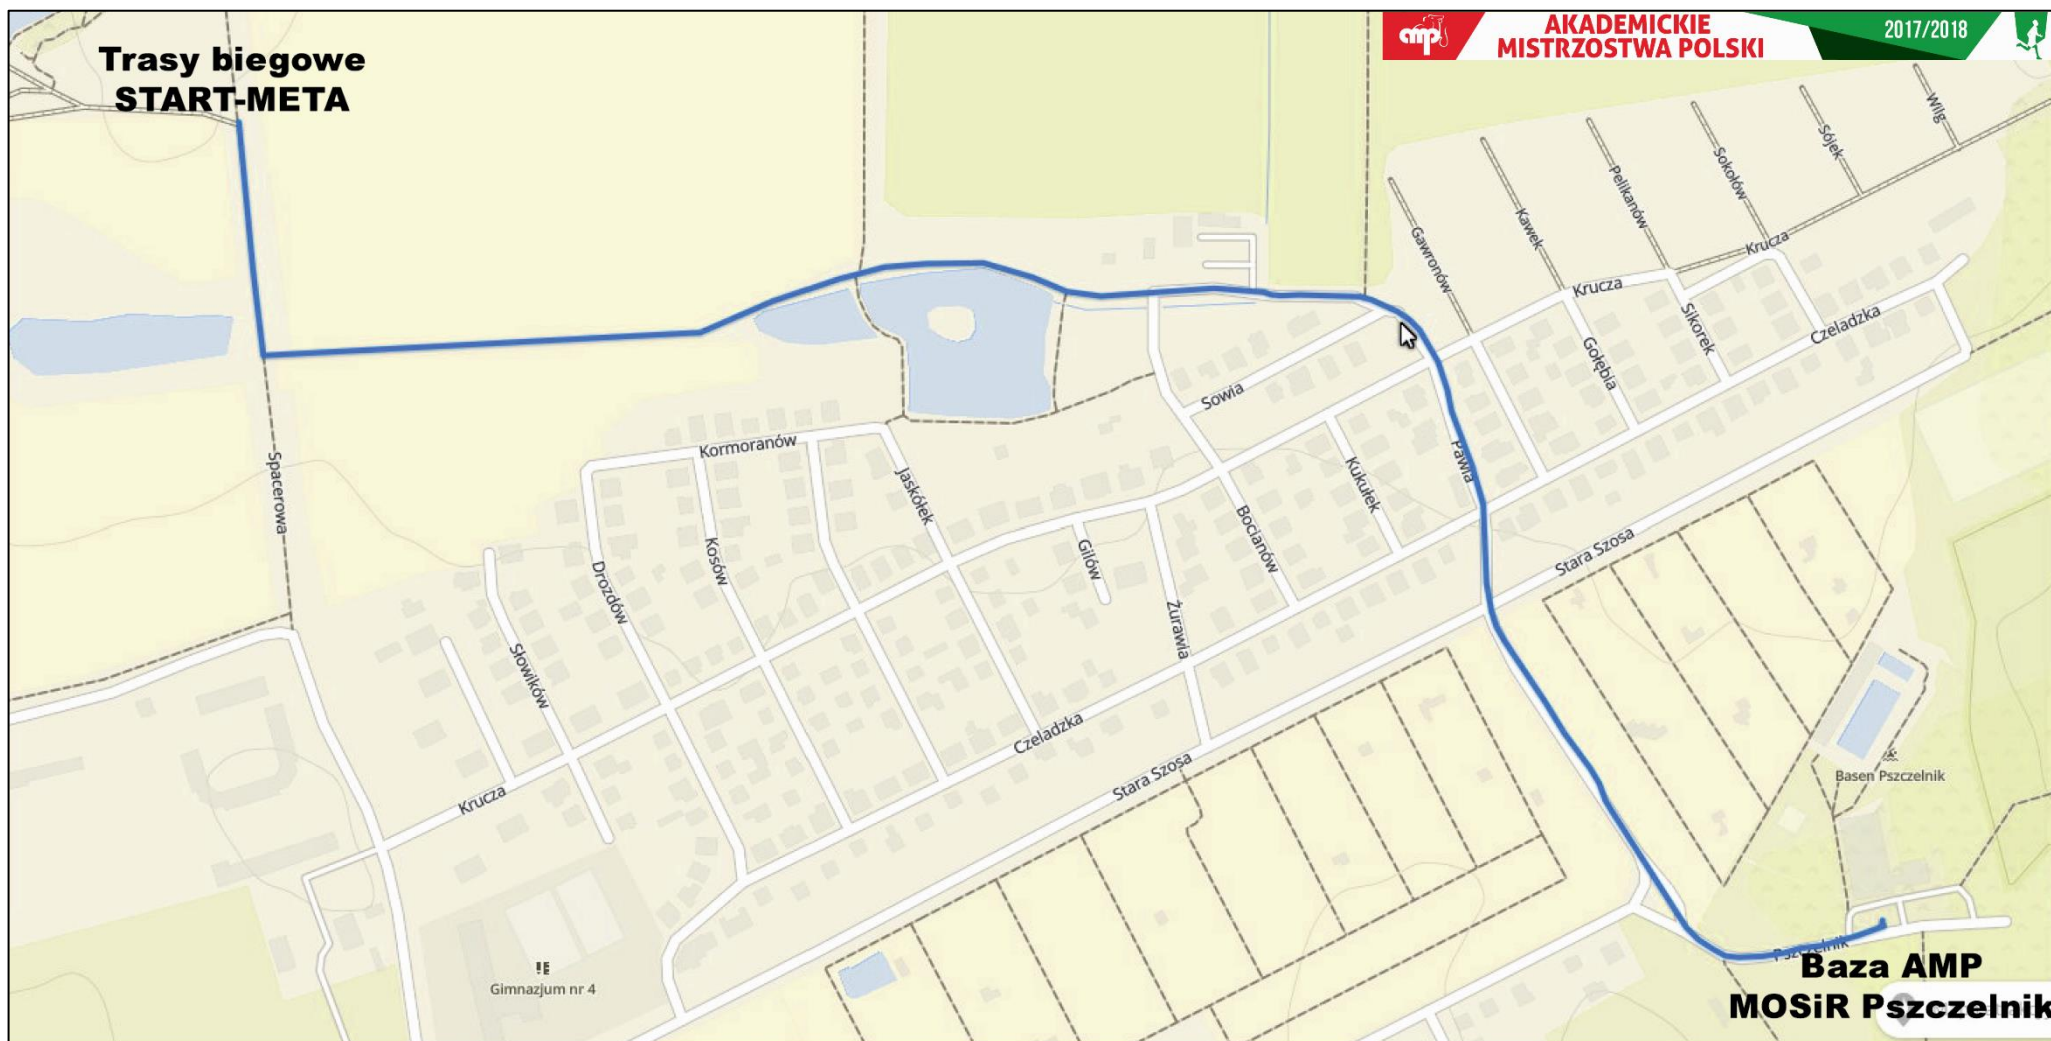 Trasy biegowe
START-META
amp
AKADEMICKIE
MISTRZOSTWA POLSKI
2017/2018
Wilg
Sójek
Sokołów
Pelikanów
Kawek
Gawronów
Krucza
Krucza
Sikorek
Gołębia
Czeladzka
Sowia
Kormoranów
Jaskółek
Kukułek
Pawia
Spacerowa
Kosów
Drozdów
Gilów
Bocianów
Stara Szosa
Żurawia
Słowików
Czeladzka
Stara Szosa
Krucza
Basen Pszczelnik
Gimnazjum nr 4
Pszczelnik
Baza AMP
MOSiR Pszczelnik